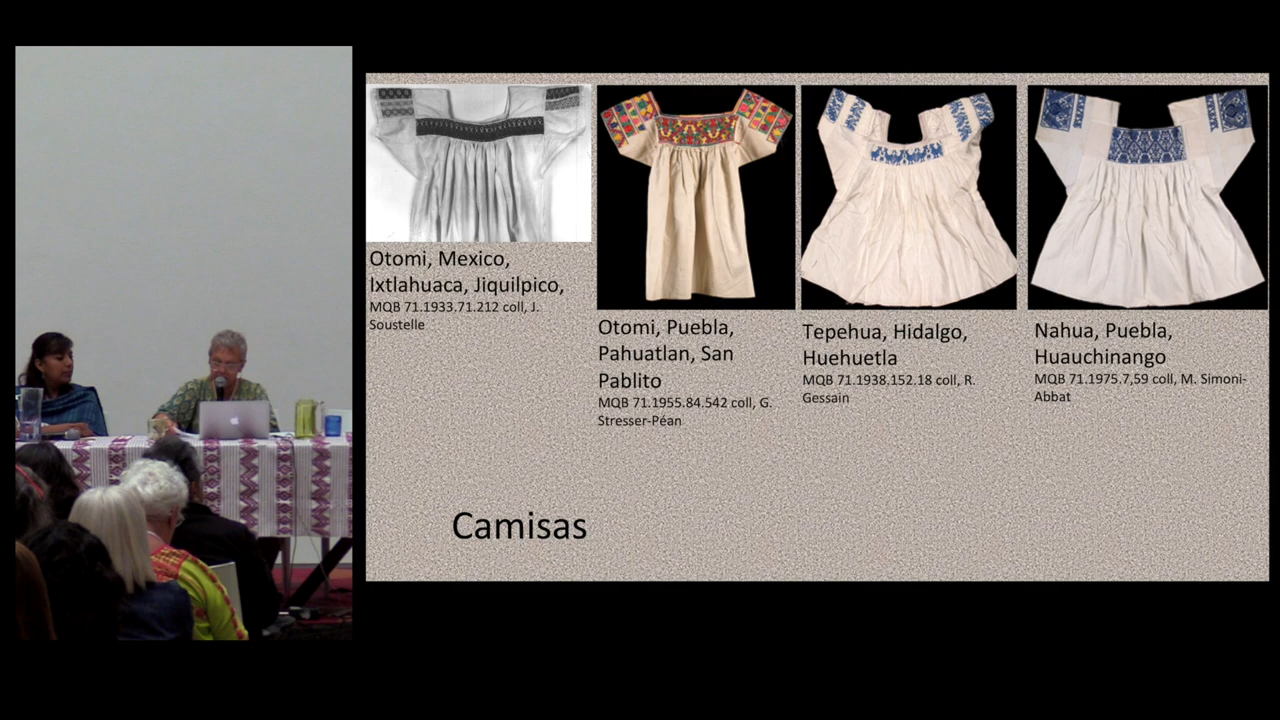 Otomi, Mexico,
Ixtlahuaca, Jiquilpico,
MQB 71.1933.71.212 coll, J.
Soustelle
Otomi, Puebla,
Pahuatlan, San
Pablito
MQB 71.1955.84.542 coll, G.
Stresser-Péan
Tepehua, Hidalgo,
Huehuetla
MQB 71.1938.152.18 coll, R.
Gessain
Nahua, Puebla,
Huauchinango
MQB 71.1975.7,59 coll, M. Simoni-
Abbat
Camisas